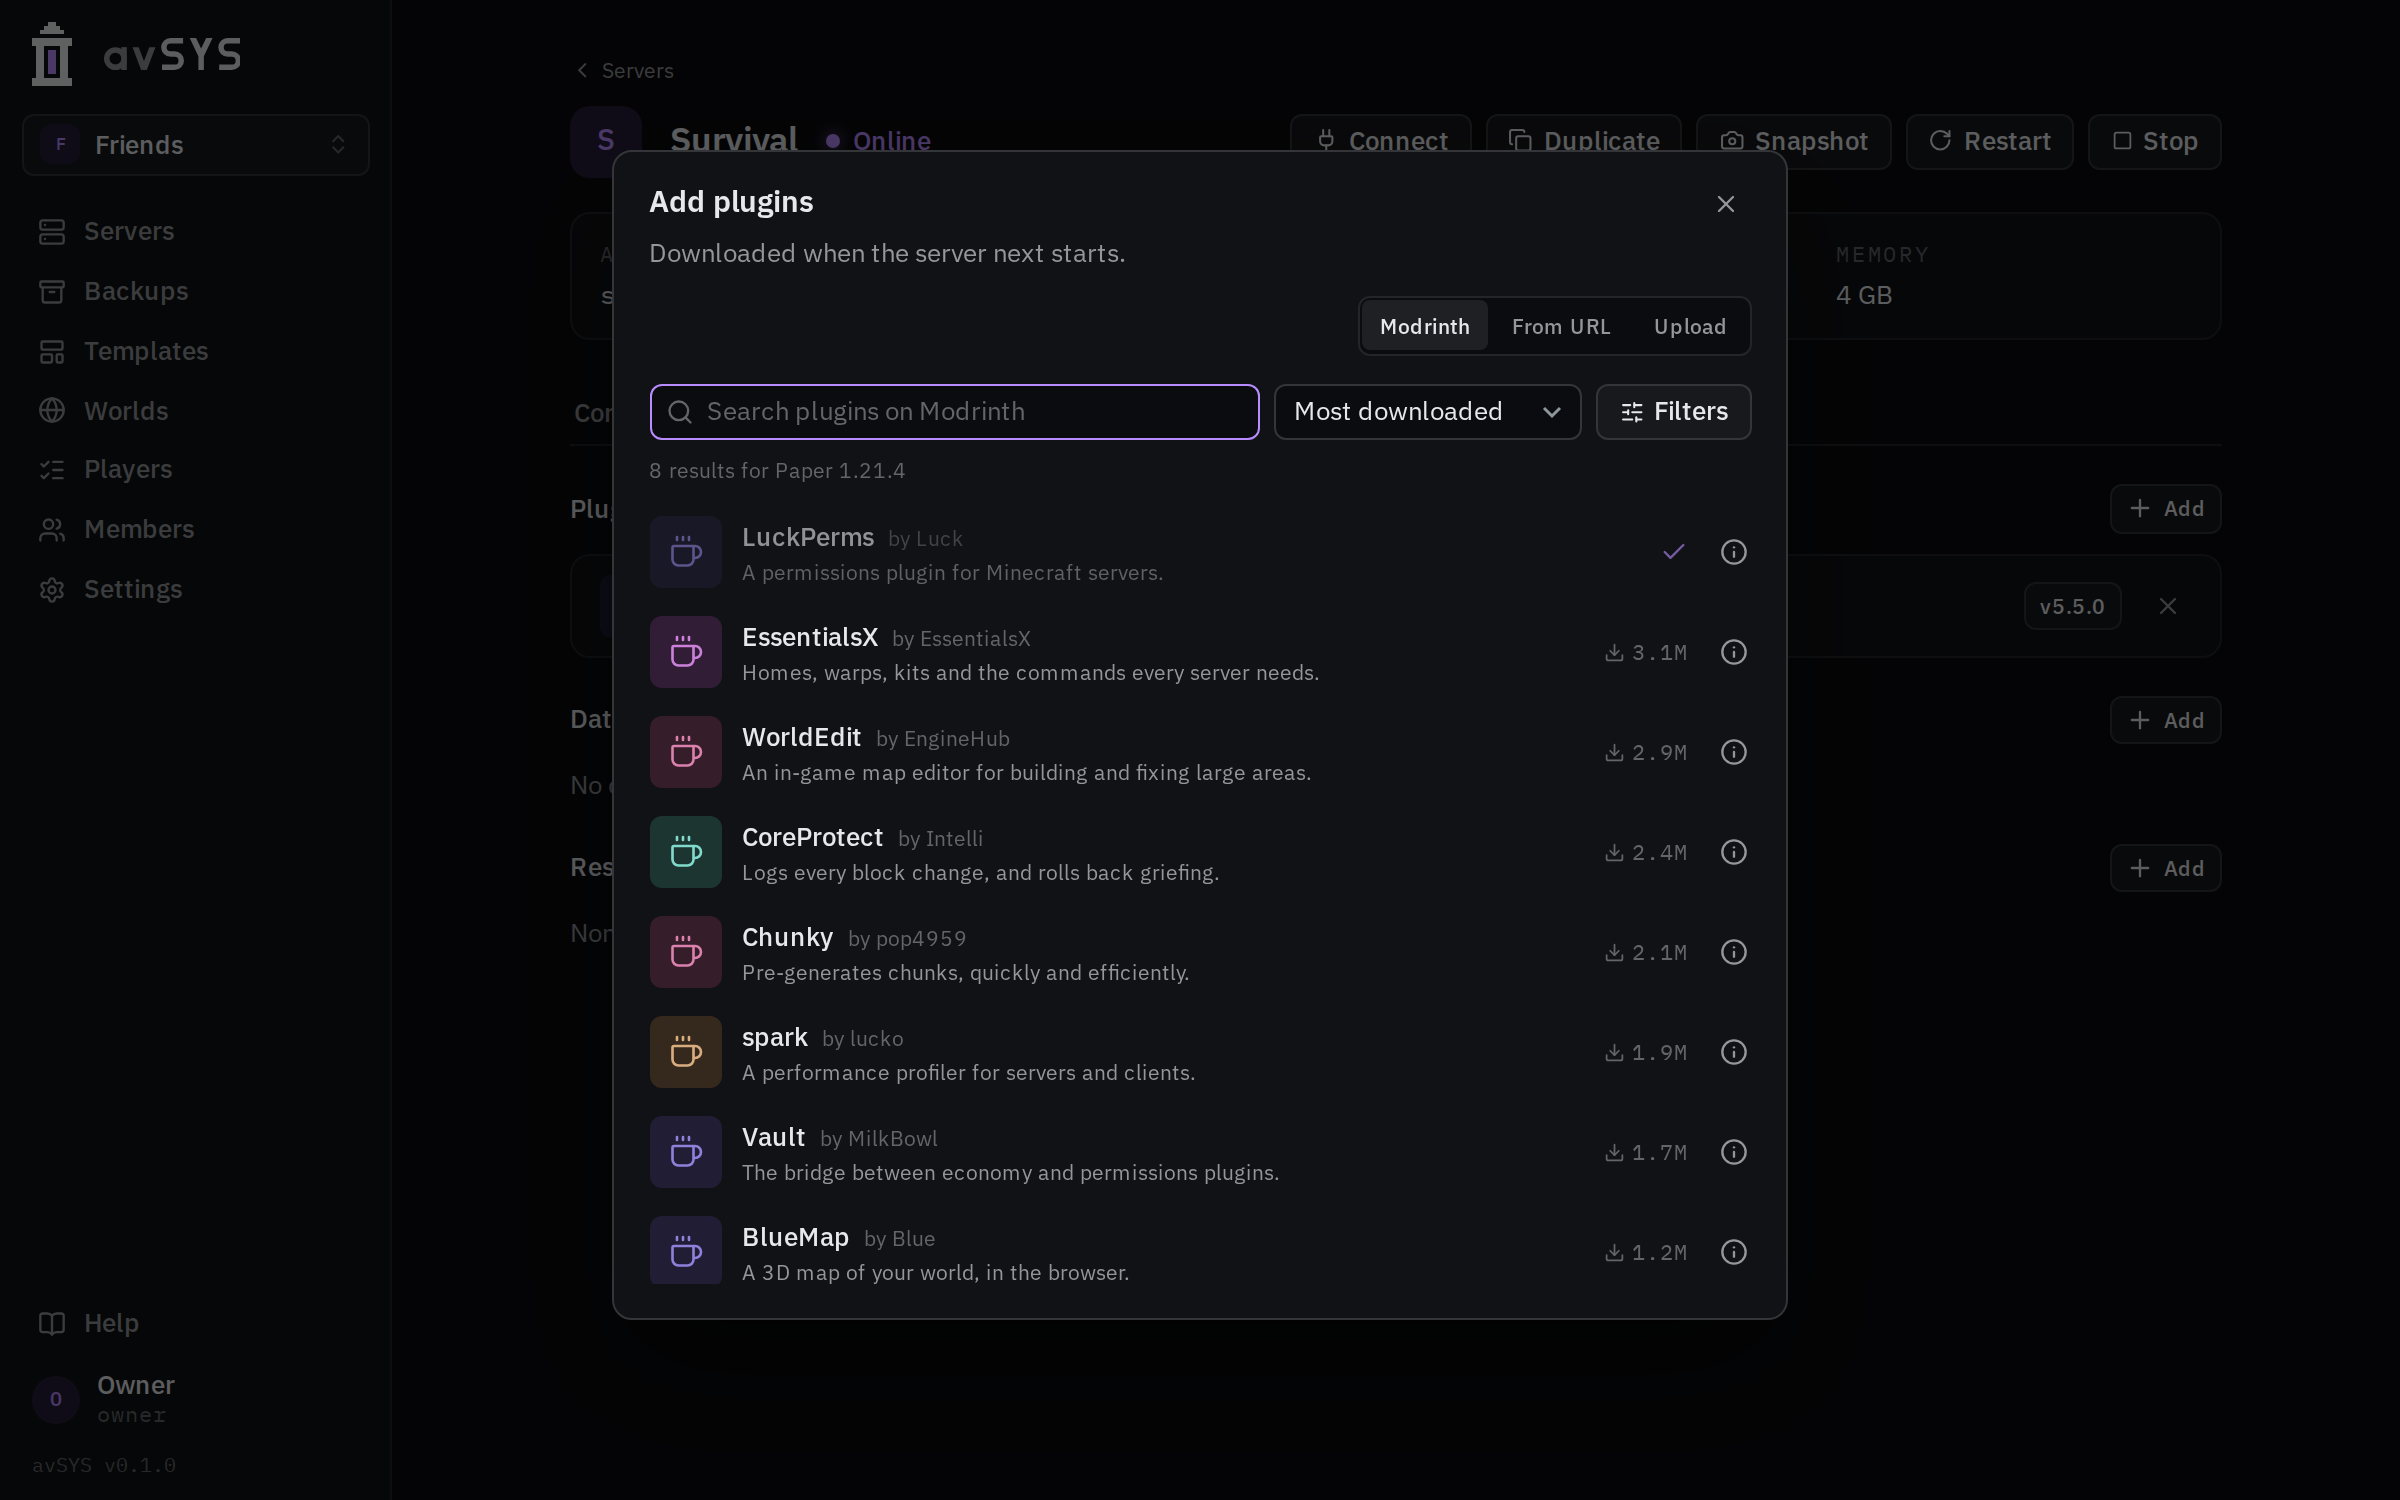 avSYS
F Friends
Servers
Backups
Templates
Worlds
Players
Members
Settings
Help
O Owner
owner
avSYS v0.1.0
Servers
S Survival Online
Connect
Duplicate
Snapshot
Restart
Stop
MEMORY
4 GB
Add
v5.5.0
Add
Add
Add plugins
Downloaded when the server next starts.
Modrinth From URL Upload
Search plugins on Modrinth
Most downloaded
Filters
8 results for Paper 1.21.4
LuckPerms by Luck
A permissions plugin for Minecraft servers.
EssentialsX by EssentialsX
Homes, warps, kits and the commands every server needs.
3.1M
WorldEdit by EngineHub
An in-game map editor for building and fixing large areas.
2.9M
CoreProtect by Intelli
Logs every block change, and rolls back griefing.
2.4M
Chunky by pop4959
Pre-generates chunks, quickly and efficiently.
2.1M
spark by lucko
A performance profiler for servers and clients.
1.9M
Vault by MilkBowl
The bridge between economy and permissions plugins.
1.7M
BlueMap by Blue
A 3D map of your world, in the browser.
1.2M